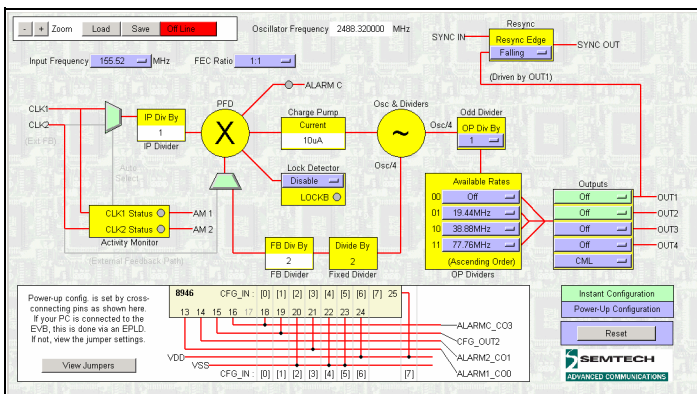 - + Zoom Load Save Off Line Oscillator Frequency 2488.320000 MHz
Resync
SYNC IN
Resync Edge
Falling
SYNC OUT
(Driven by OUT1)
Input Frequency 155.52 MHz FEC Ratio 1:1
ALARM C
CLK1
CLK2
(Ext FB)
IP Div By
1
IP Divider
PFD
X
Charge Pump
Current
10uA
Osc & Dividers
~
Osc/4
Osc/4
Odd Divider
OP Div By
1
Auto
Select
Lock Detector
Disable
LOCKB
CLK1 Status
CLK2 Status
Activity Monitor
AM 1
AM 2
(External Feedback Path)
FB Div By
2
FB Divider
Divide By
2
Fixed Divider
Available Rates
00 Off
01 19.44MHz
10 38.88MHz
11 77.76MHz
(Ascending Order)
OP Dividers
Outputs
Off OUT1
Off OUT2
Off OUT3
Off OUT4
CML
Power-up config. is set by cross-
connecting pins as shown here.
If your PC is connected to the
EVB, this is done via an EPLD.
If not, view the jumper settings.
View Jumpers
8946 CFG_IN : [0] [1] [2] [3] [4] [5] [6] [7] 25
13 14 15 16 17 18 19 20 21 22 23 24
ALARMC_CO3
CFG_OUT2
VDD
ALARM2_CO1
VSS
ALARM1_CO0
CFG_IN : [0] [1] [2] [3] [4] [5] [6] [7]
Instant Configuration
Power-Up Configuration
Reset
SEMTECH
ADVANCED COMMUNICATIONS